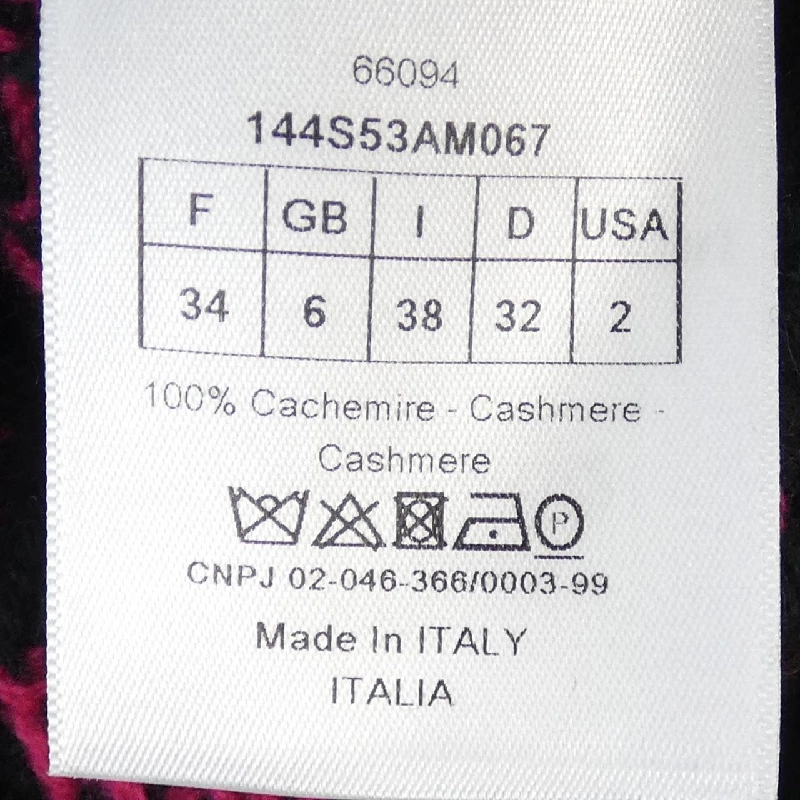 66094
144S53AM067
F GB I D USA
34 6 38 32 2
100% Cachemire - Cashmere -
Cashmere
P
CNPJ 02-046-366/0003-99
Made In ITALY
ITALIA